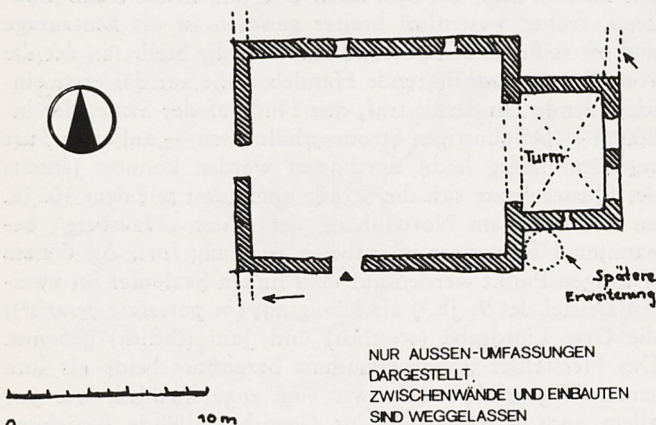 Turm
Spätere
Erweiterung
NUR AUSSEN-UMFASSUNGEN
DARGESTELLT;
ZWISCHENWÄNDE UND EINBAUTEN
SIND WEGGELASSEN
0
10 m